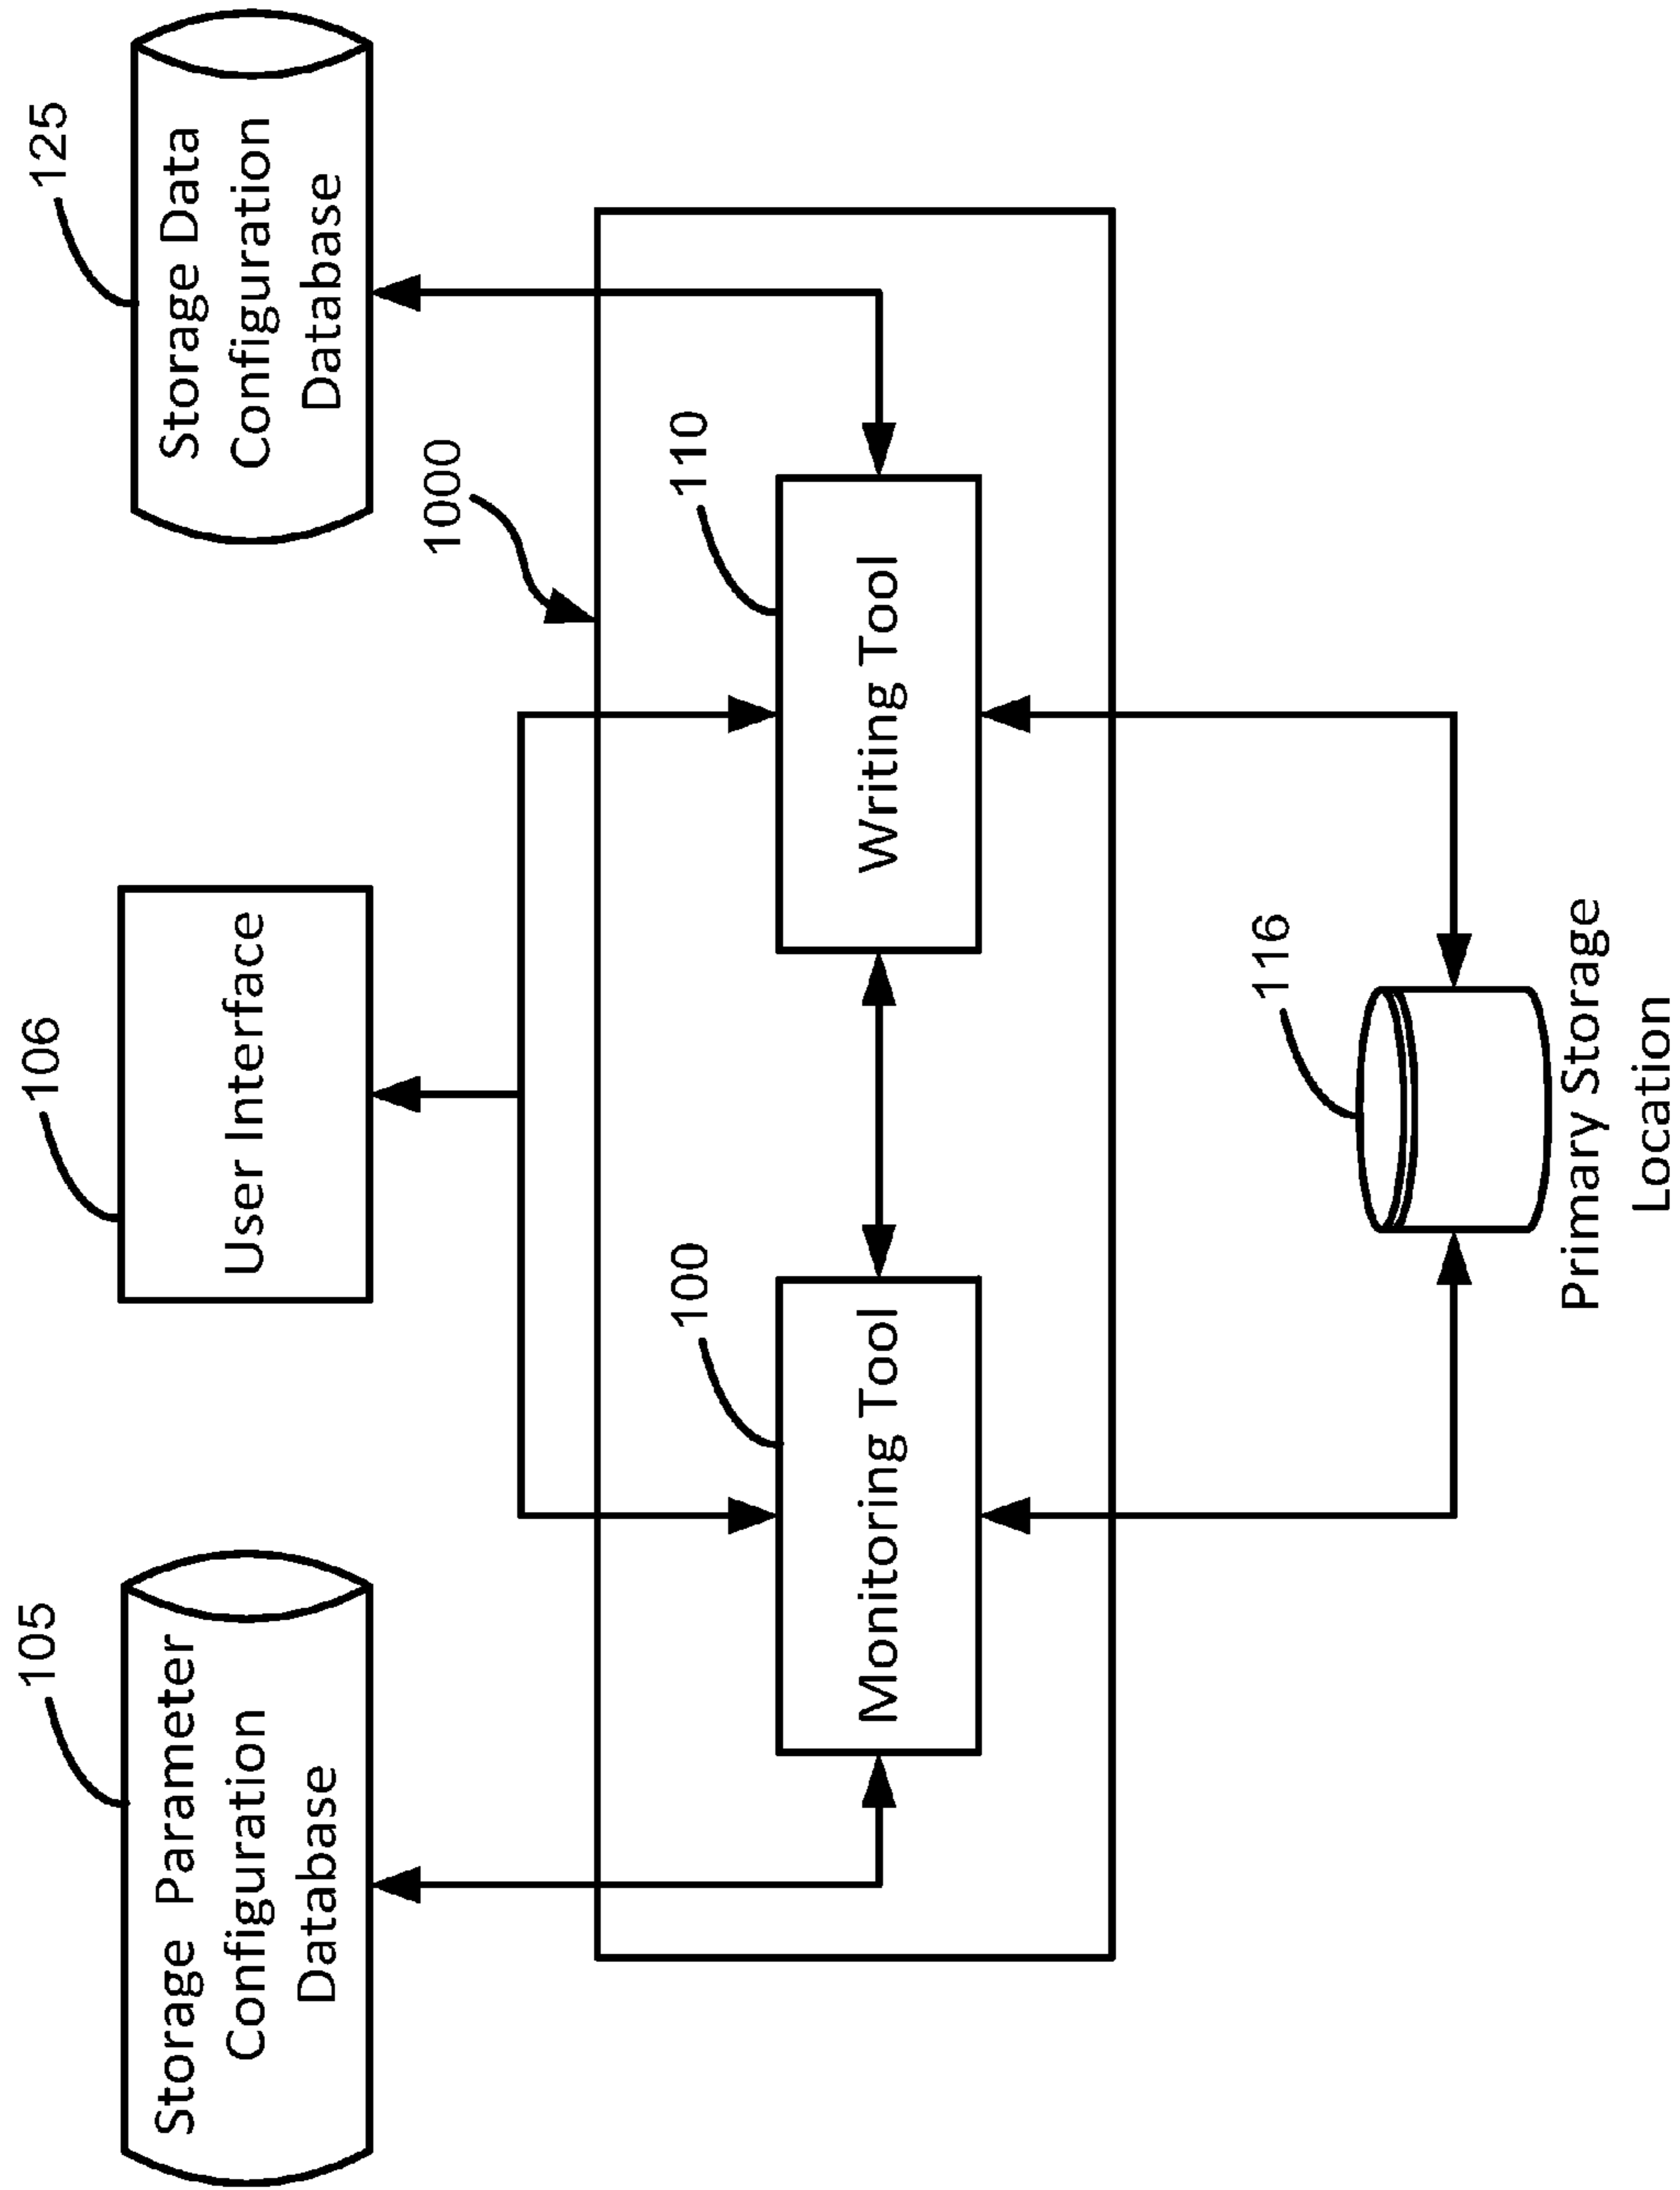 105
Storage Parameter
Configuration
Database
106
User Interface
125
Storage Data
Configuration
Database
1000
100
Monitoring Tool
110
Writing Tool
116
Primary Storage
Location